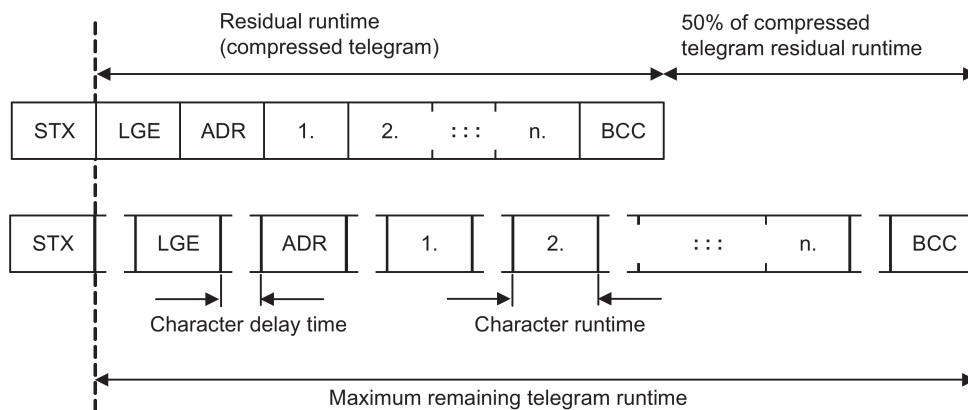 Residual runtime
(compressed telegram)
50% of compressed
telegram residual runtime
STX LGE ADR 1. 2. : : : n. BCC
STX LGE ADR 1. 2. : : : n. BCC
Character delay time Character runtime
Maximum remaining telegram runtime